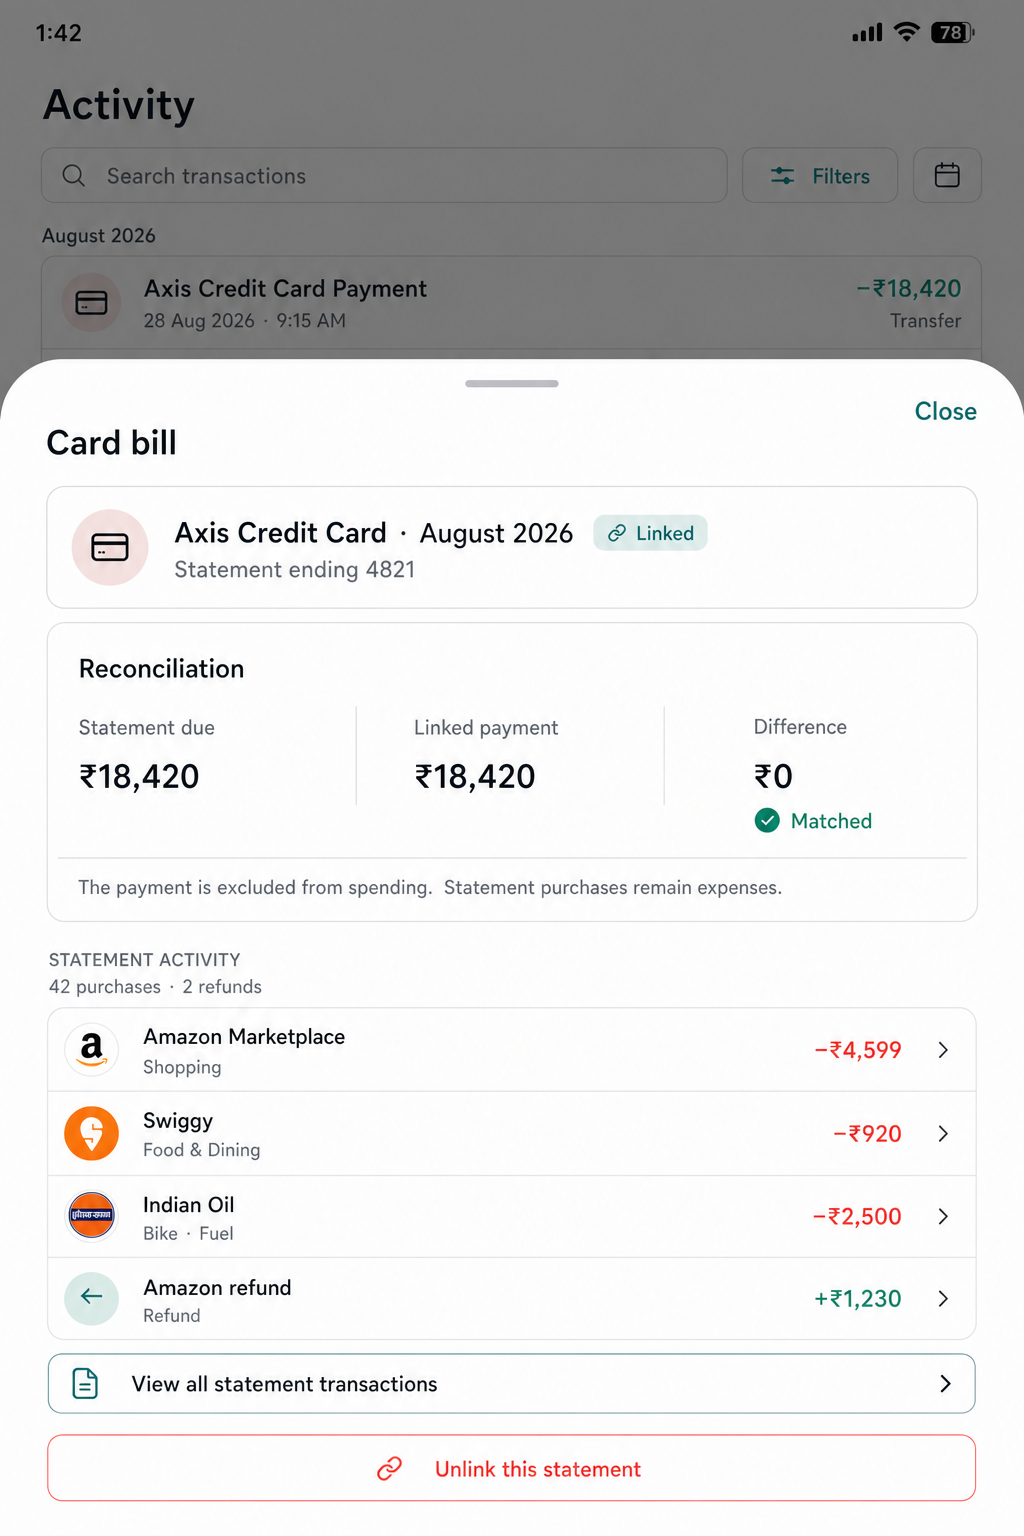 1:42
78
Activity
Search transactions
Filters
August 2026
Axis Credit Card Payment
−₹18,420
28 Aug 2026 · 9:15 AM
Transfer
Close
Card bill
Axis Credit Card · August 2026
Linked
Statement ending 4821
Reconciliation
Statement due
Linked payment
Difference
₹18,420
₹18,420
₹0
Matched
The payment is excluded from spending. Statement purchases remain expenses.
STATEMENT ACTIVITY
42 purchases · 2 refunds
a
Amazon Marketplace
−₹4,599
Shopping
Swiggy
−₹920
Food & Dining
Indian Oil
−₹2,500
Bike · Fuel
Amazon refund
+₹1,230
Refund
View all statement transactions
Unlink this statement